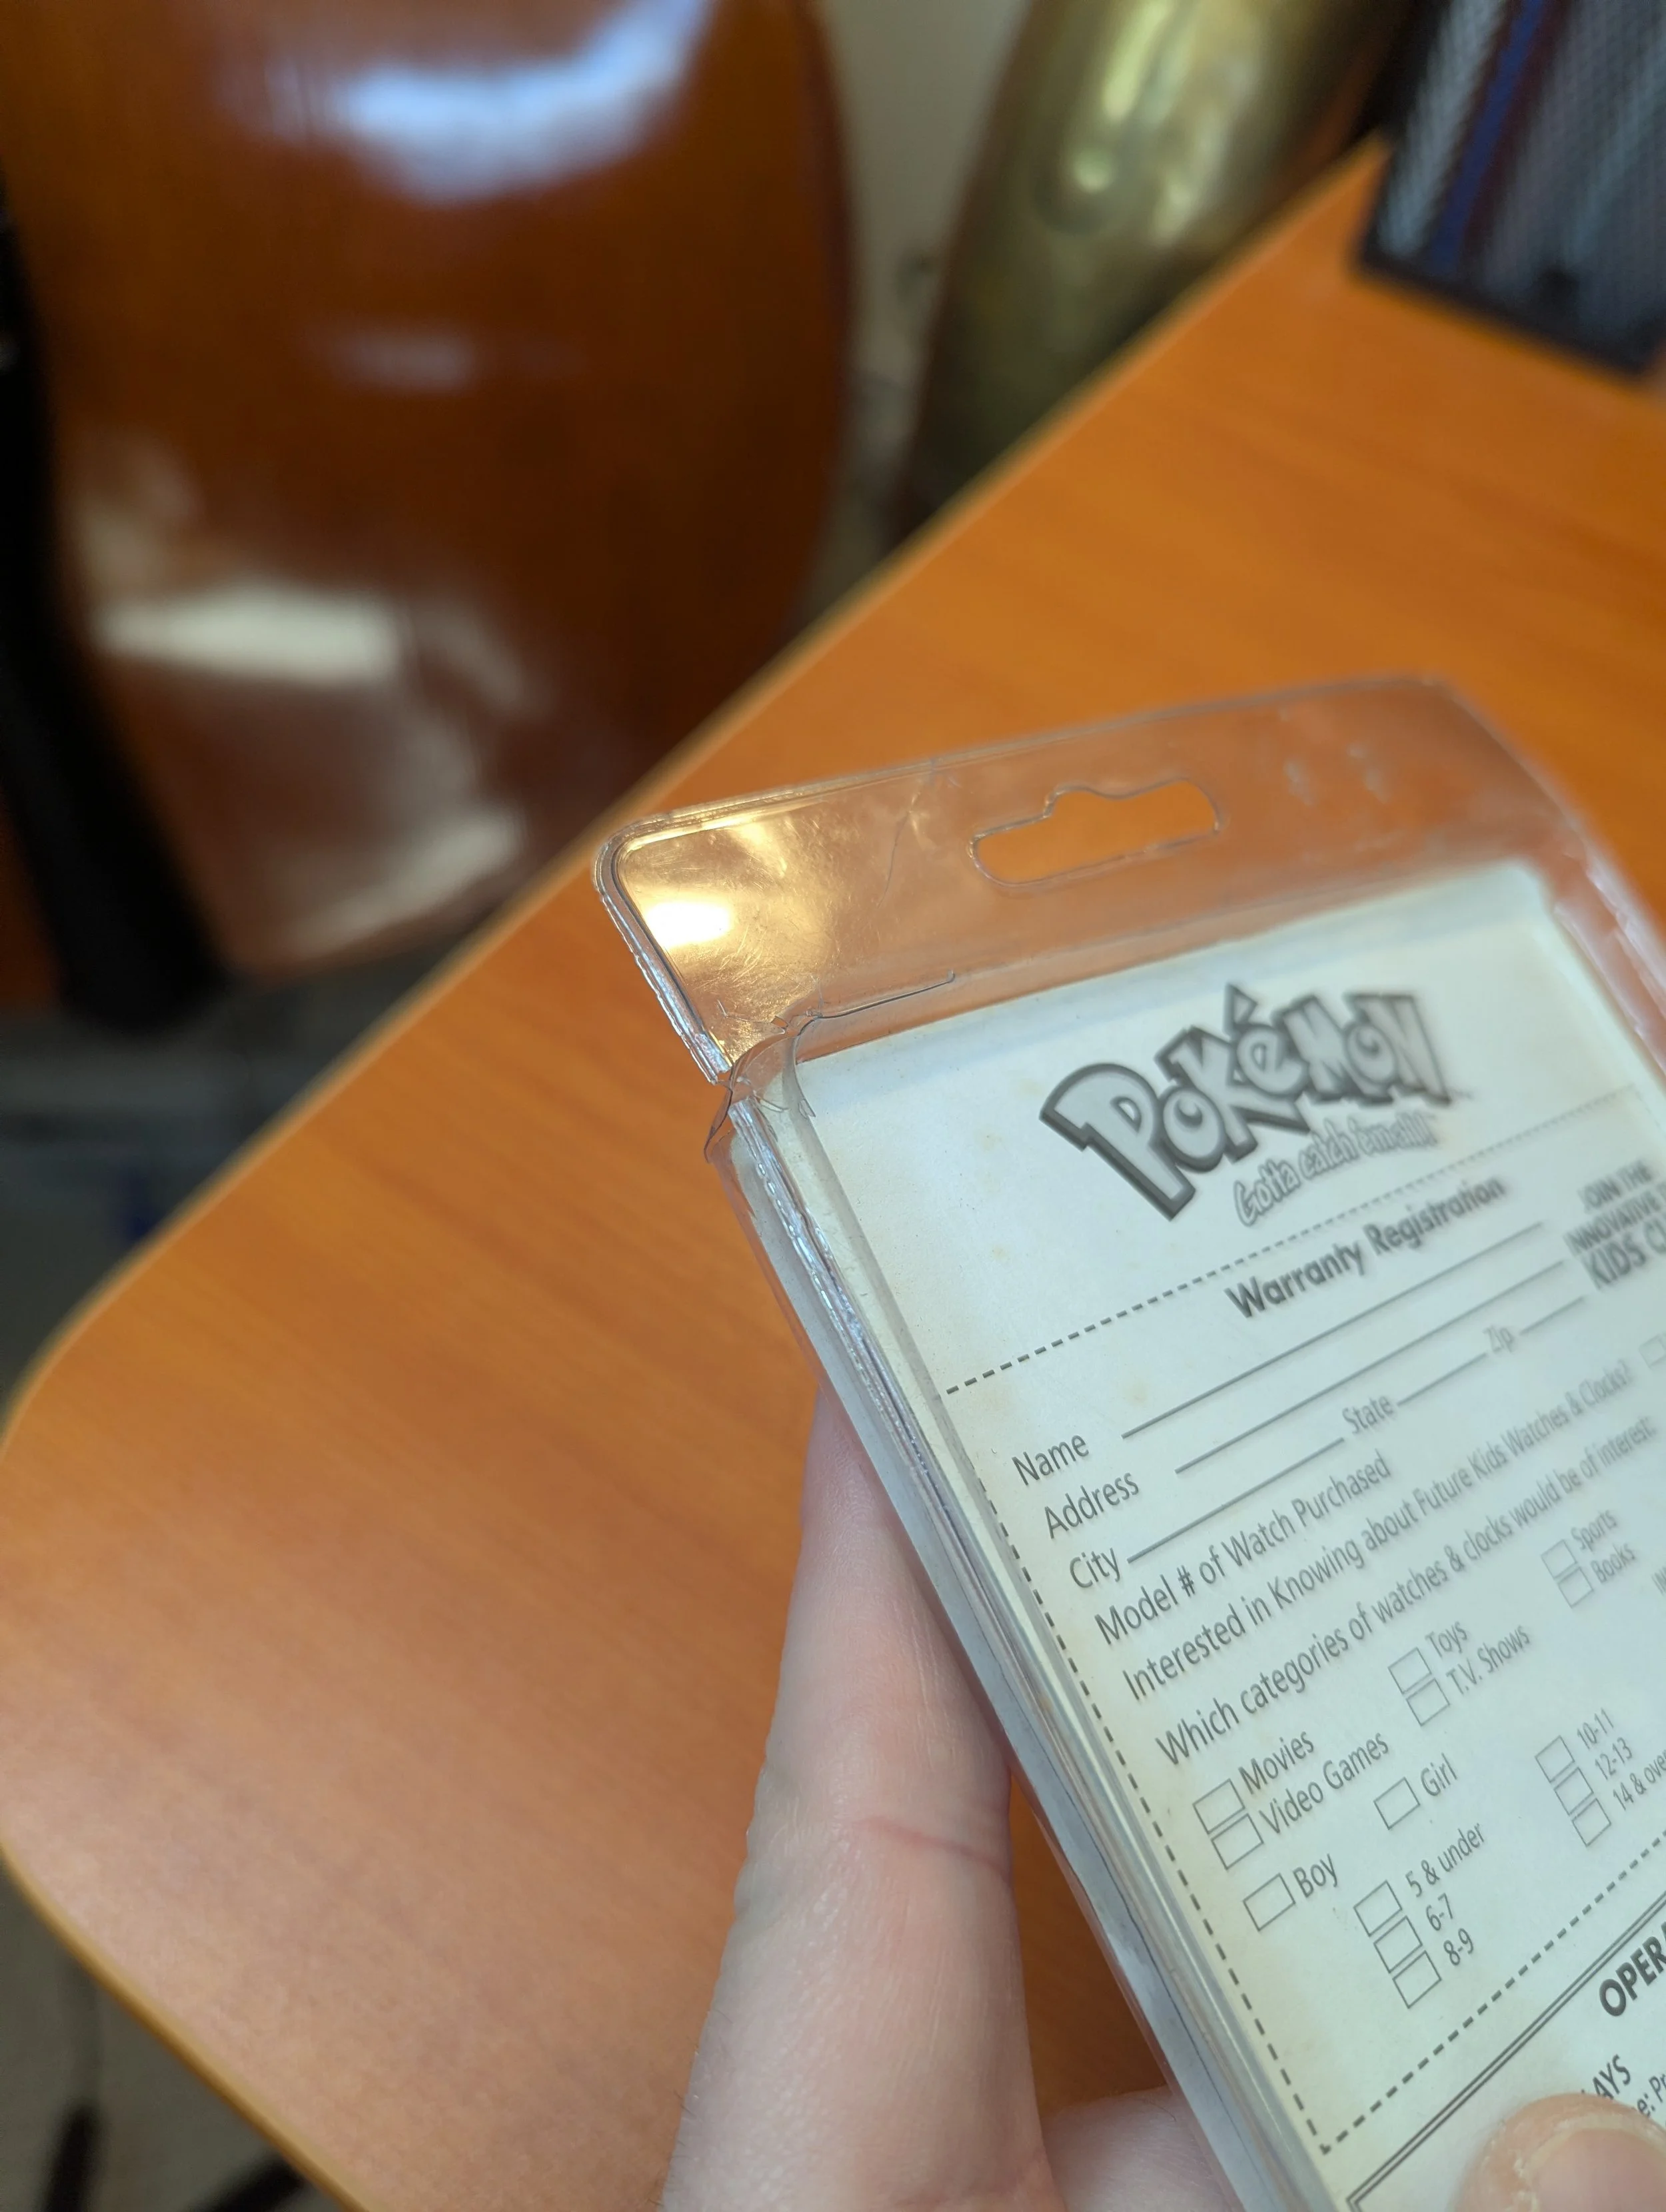 POKéMON
Gotta catch 'em all!
Warranty Registration
JOIN THE
INNOVATIVE
KIDS
Name
Address
City State Zip
Model # of Watch Purchased
Interested in Knowing about Future Kids Watches & Clocks?
Which categories of watches & clocks would be of interest:
Movies Toys Sports
Video Games T.V. Shows Books
Boy Girl
5 & under 10-11
6-7 12-13
8-9 14 & over